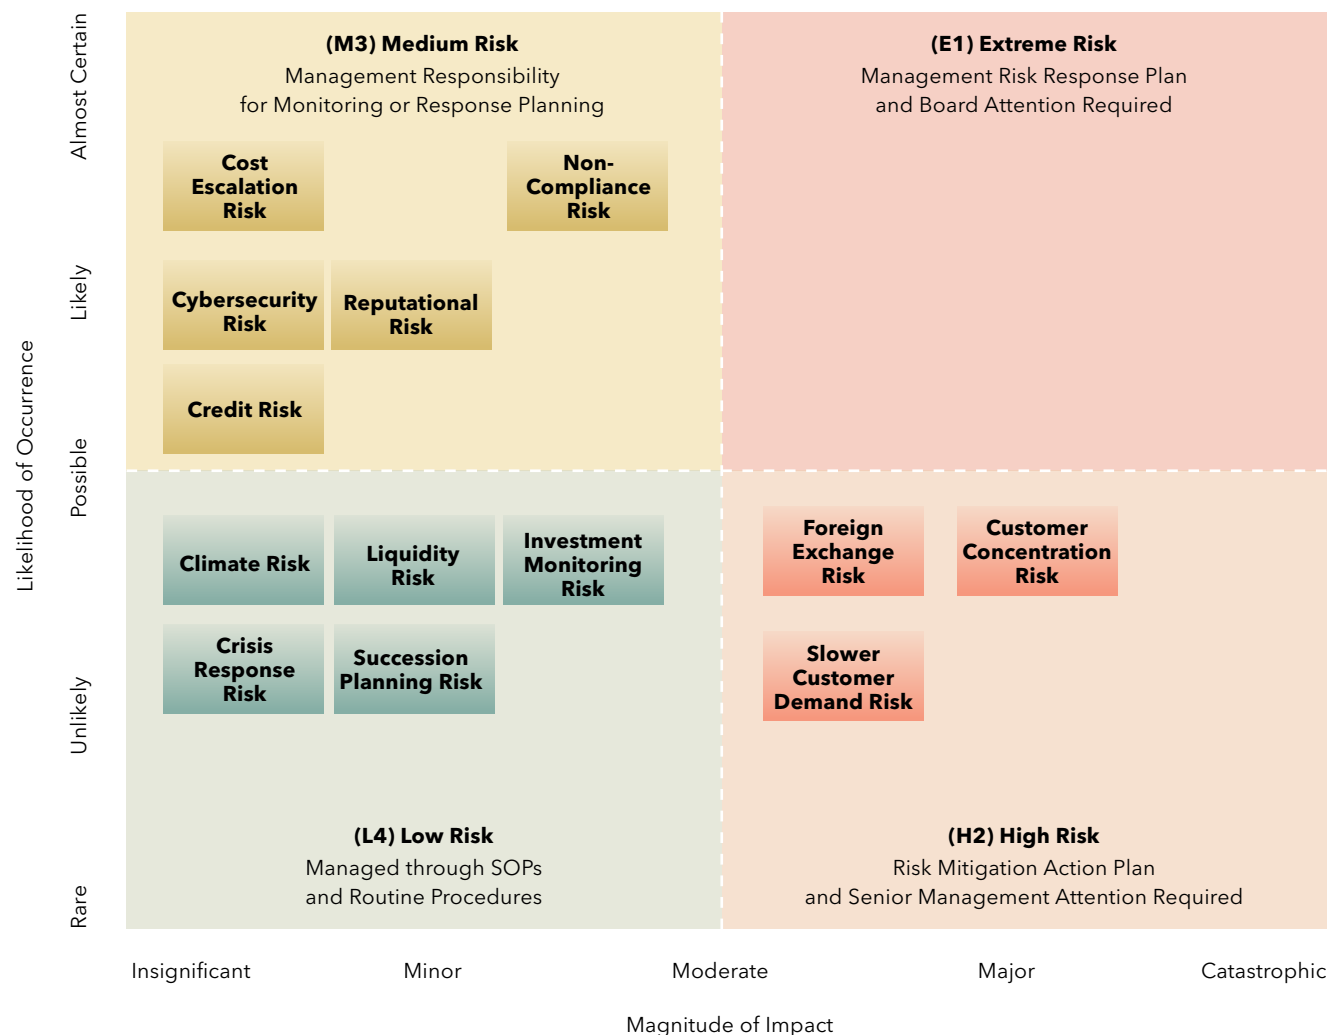 (M3) Medium Risk
Management Responsibility
for Monitoring or Response Planning
(E1) Extreme Risk
Management Risk Response Plan
and Board Attention Required
Cost
Escalation
Risk
Non-
Compliance
Risk
Cybersecurity
Risk
Reputational
Risk
Credit Risk
Climate Risk
Liquidity
Risk
Investment
Monitoring
Risk
Foreign
Exchange
Risk
Customer
Concentration
Risk
Crisis
Response
Risk
Succession
Planning Risk
Slower
Customer
Demand Risk
(L4) Low Risk
Managed through SOPs
and Routine Procedures
(H2) High Risk
Risk Mitigation Action Plan
and Senior Management Attention Required
Likelihood of Occurrence
Almost Certain
Likely
Possible
Unlikely
Rare
Insignificant
Minor
Moderate
Major
Catastrophic
Magnitude of Impact